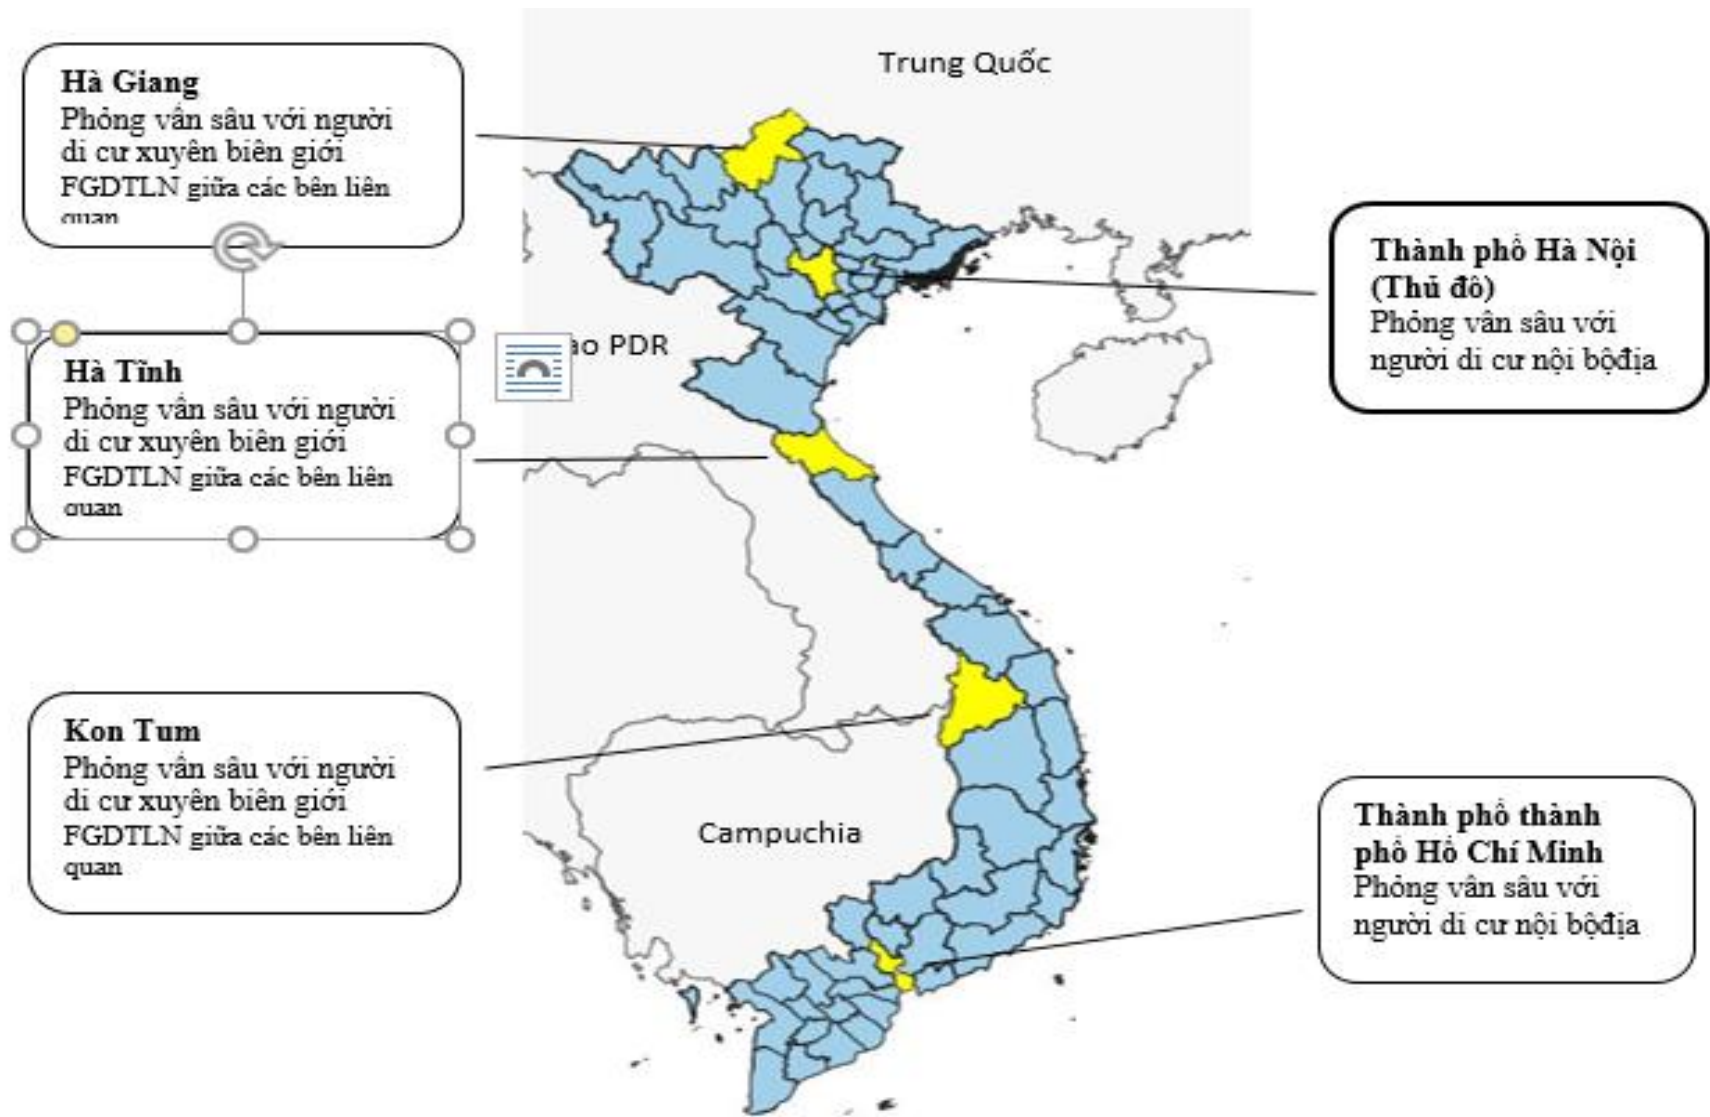 Trung Quốc
Hà Giang
Phỏng vấn sâu với người
di cư xuyên biên giới
FGDTLN giữa các bên liên
quan
Thành phố Hà Nội
(Thủ đô)
Phỏng vấn sâu với
người di cư nội bộđịa
ao PDR
Hà Tĩnh
Phỏng vấn sâu với người
di cư xuyên biên giới
FGDTLN giữa các bên liên
quan
Kon Tum
Phỏng vấn sâu với người
di cư xuyên biên giới
FGDTLN giữa các bên liên
quan
Campuchia
Thành phố thành
phố Hồ Chí Minh
Phỏng vấn sâu với
người di cư nội bộđịa